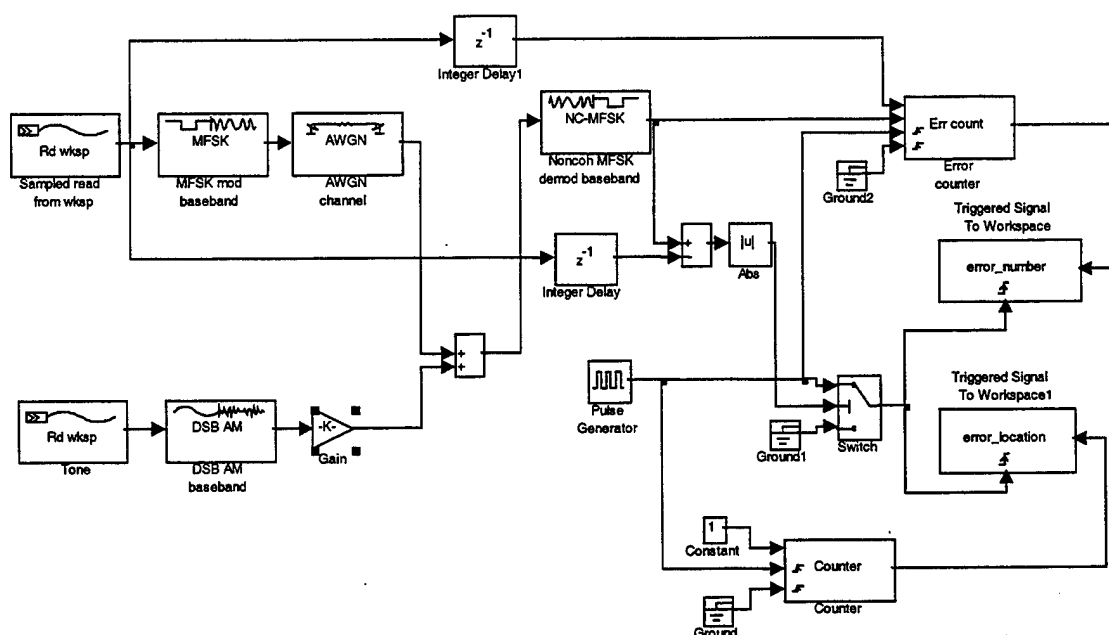 z-1
Integer Delay1
Rd wksp
Sampled read
from wksp
MFSK
MFSK mod
baseband
AWGN
AWGN
channel
NC-MFSK
Noncoh MFSK
demod baseband
Err count
Error
counter
Ground2
Triggered Signal
To Workspace
error_number
z-1
Integer Delay
+
−
|u|
Abs
+
+
Pulse
Generator
Ground1
Switch
Triggered Signal
To Workspace1
error_location
Rd wksp
Tone
DSB AM
DSB AM
baseband
-K-
Gain
1
Constant
Counter
Counter
Ground